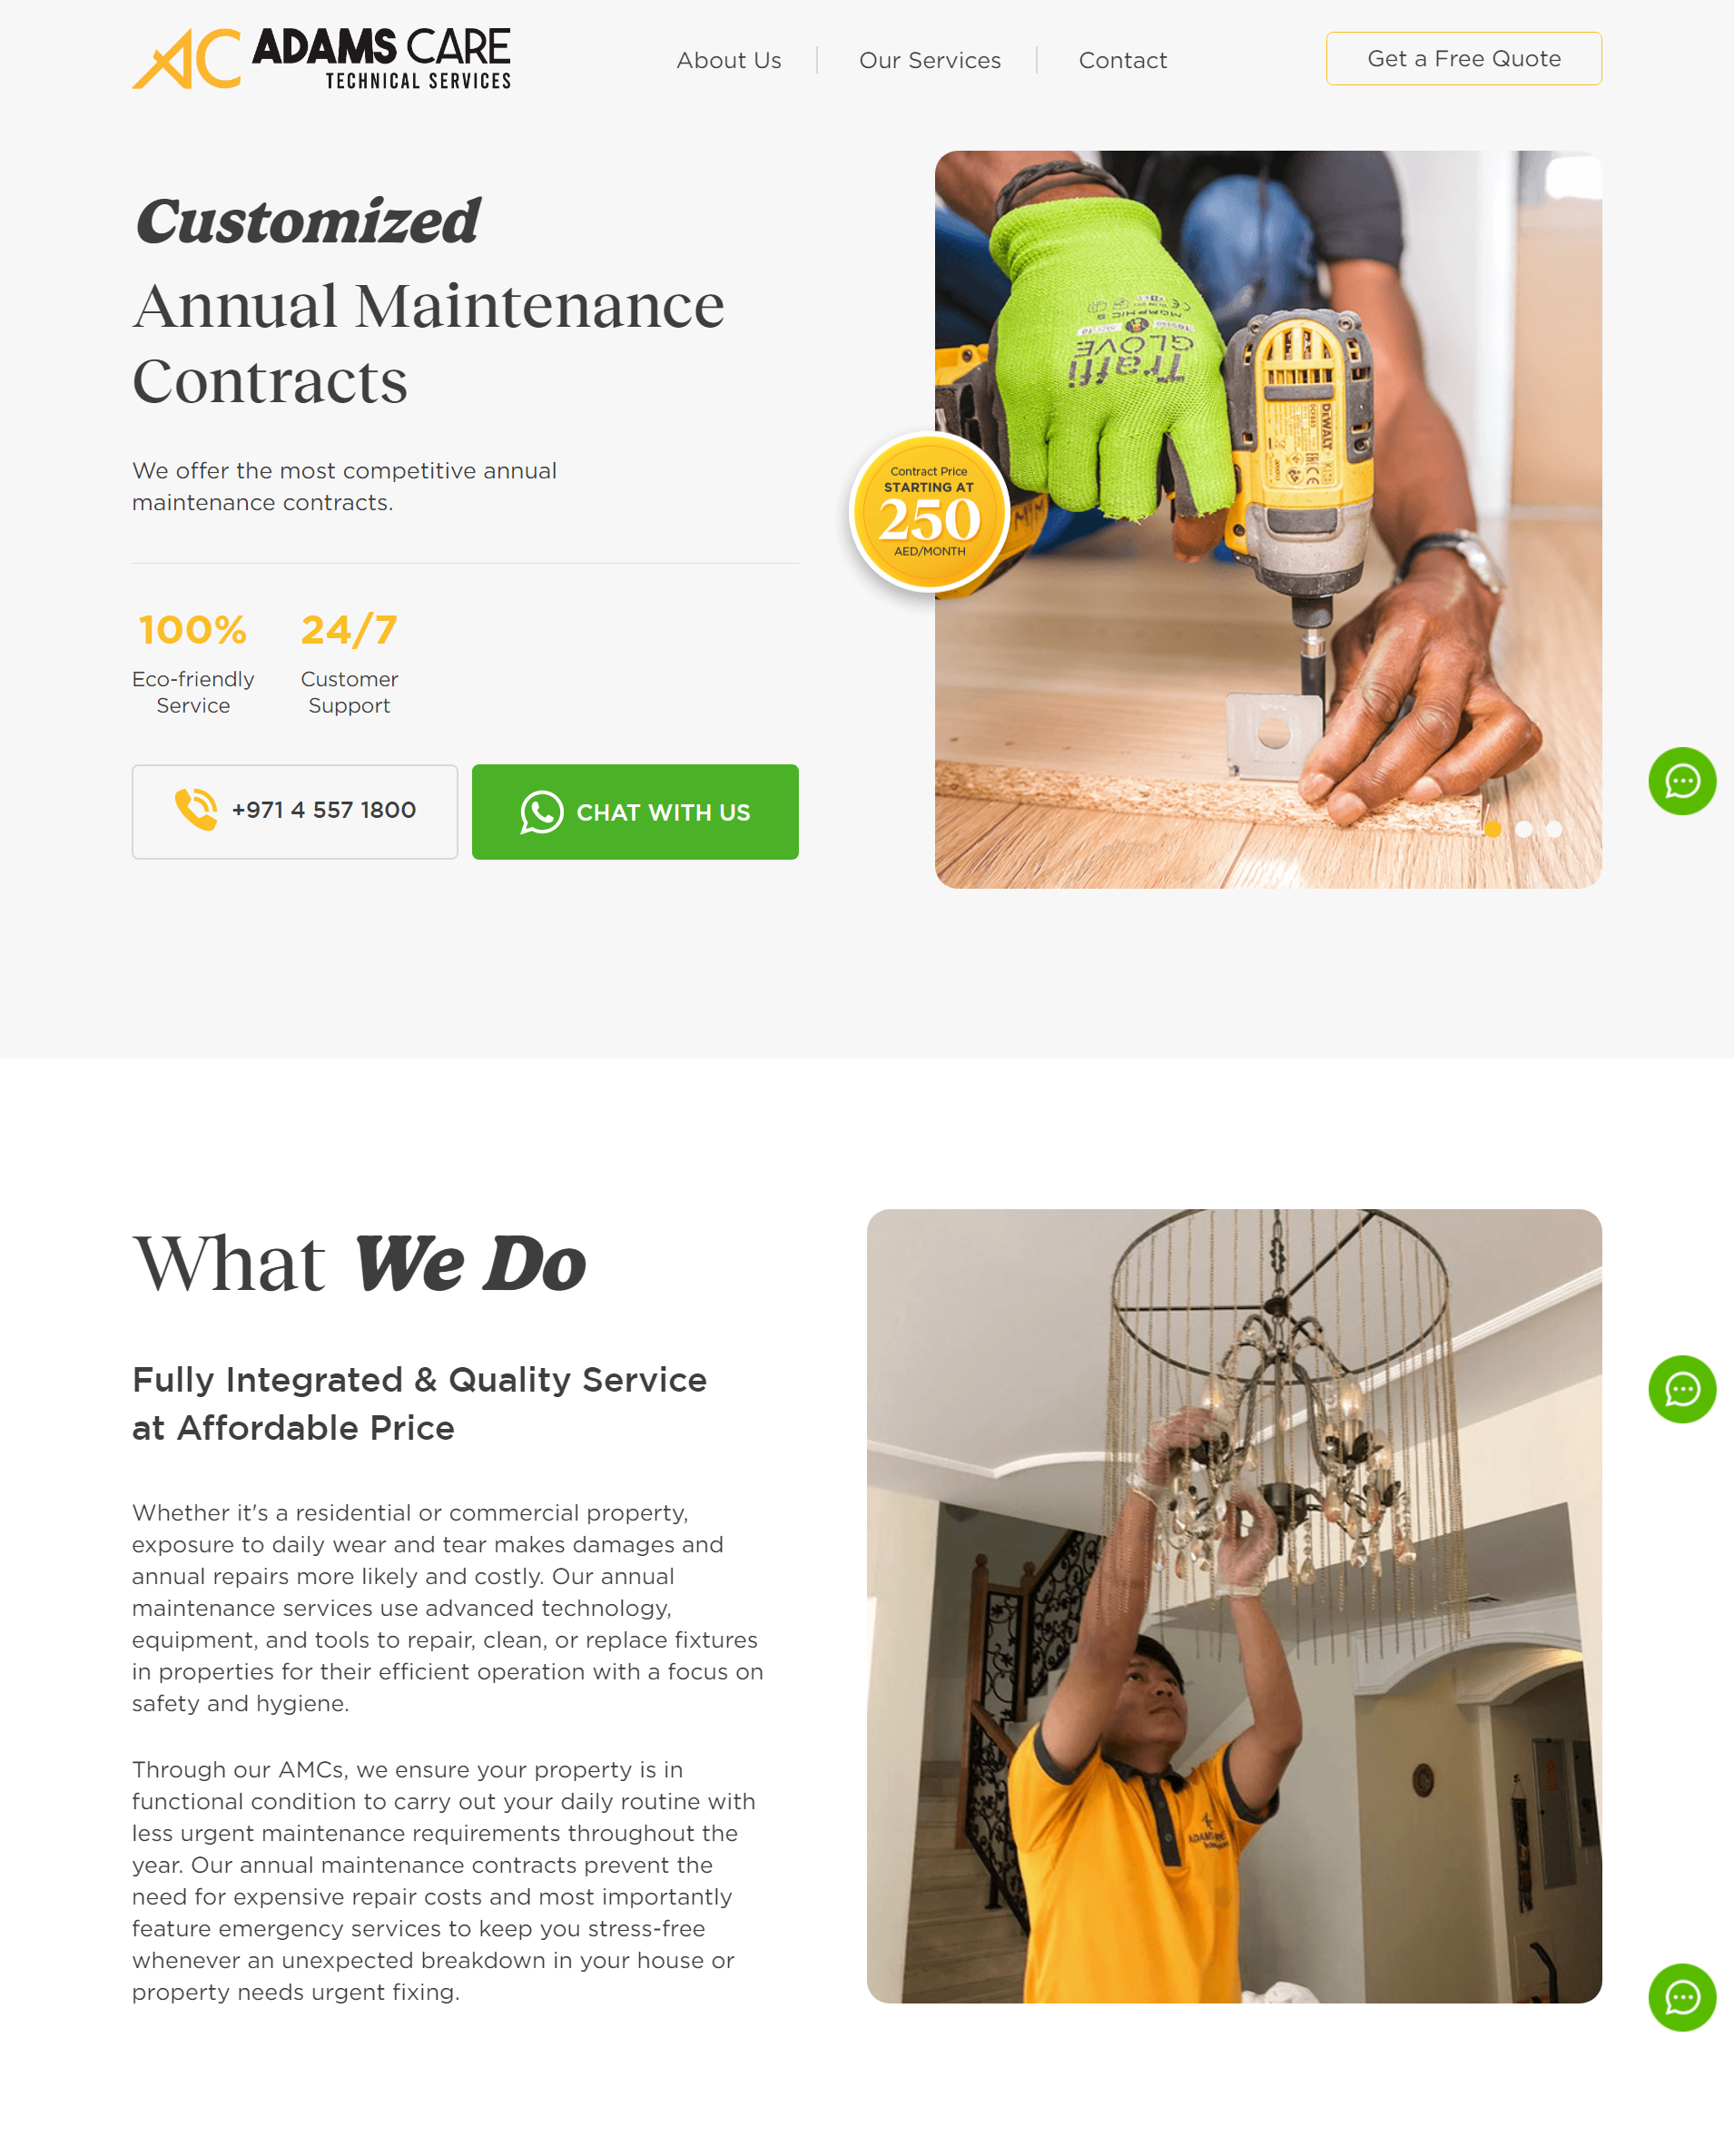 AC ADAMS CARE
TECHNICAL SERVICES
About Us
Our Services
Contact
Get a Free Quote
Customized
Annual Maintenance
Contracts
We offer the most competitive annual
maintenance contracts.
Contract Price
STARTING AT
250
AED/MONTH
Traffi
GLOVE
DEWALT
100%
Eco-friendly
Service
24/7
Customer
Support
+971 4 557 1800
CHAT WITH US
What We Do
Fully Integrated & Quality Service
at Affordable Price
Whether it's a residential or commercial property,
exposure to daily wear and tear makes damages and
annual repairs more likely and costly. Our annual
maintenance services use advanced technology,
equipment, and tools to repair, clean, or replace fixtures
in properties for their efficient operation with a focus on
safety and hygiene.
Through our AMCs, we ensure your property is in
functional condition to carry out your daily routine with
less urgent maintenance requirements throughout the
year. Our annual maintenance contracts prevent the
need for expensive repair costs and most importantly
feature emergency services to keep you stress-free
whenever an unexpected breakdown in your house or
property needs urgent fixing.